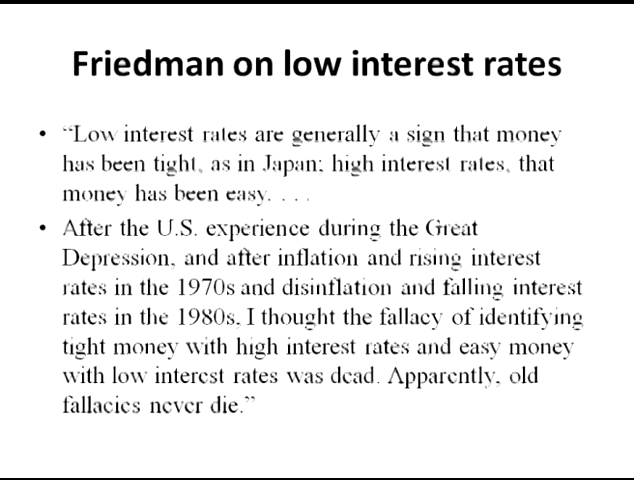 Friedman on low interest rates
• “Low interest rates are generally a sign that money
has been tight, as in Japan; high interest rates, that
money has been easy. . . .
• After the U.S. experience during the Great
Depression, and after inflation and rising interest
rates in the 1970s and disinflation and falling interest
rates in the 1980s, I thought the fallacy of identifying
tight money with high interest rates and easy money
with low interest rates was dead. Apparently, old
fallacies never die.”